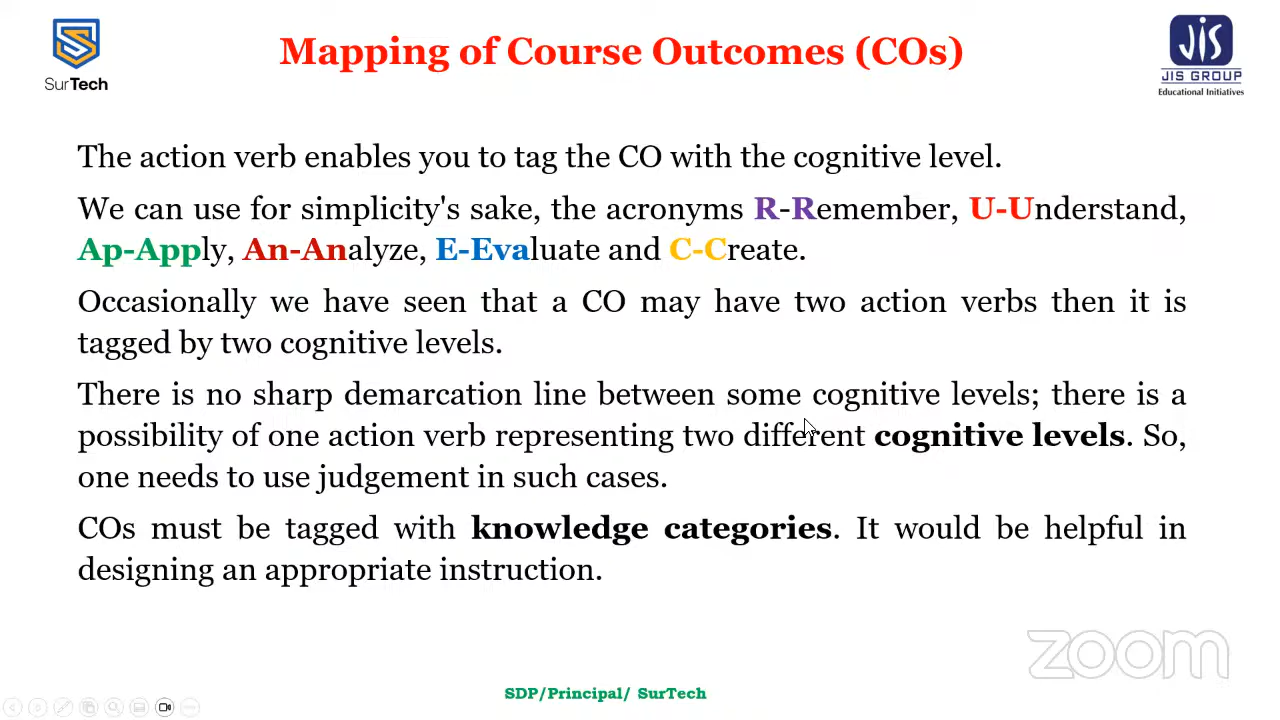 SurTech
Mapping of Course Outcomes (COs)
JIS
JIS GROUP
Educational Initiatives
The action verb enables you to tag the CO with the cognitive level.
We can use for simplicity's sake, the acronyms R-Remember, U-Understand,
Ap-Apply, An-Analyze, E-Evaluate and C-Create.
Occasionally we have seen that a CO may have two action verbs then it is
tagged by two cognitive levels.
There is no sharp demarcation line between some cognitive levels; there is a
possibility of one action verb representing two different cognitive levels. So,
one needs to use judgement in such cases.
COs must be tagged with knowledge categories. It would be helpful in
designing an appropriate instruction.
zoom
SDP/Principal/ SurTech